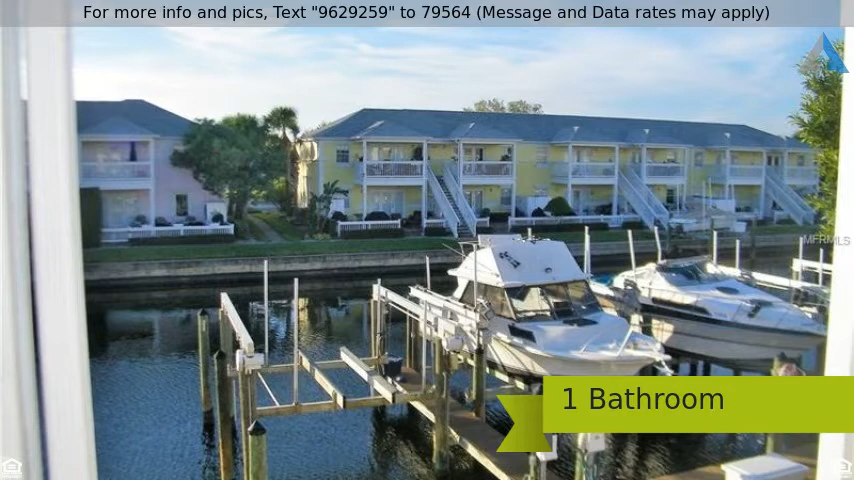 For more info and pics, Text "9629259" to 79564 (Message and Data rates may apply)
MFRMLS
1 Bathroom